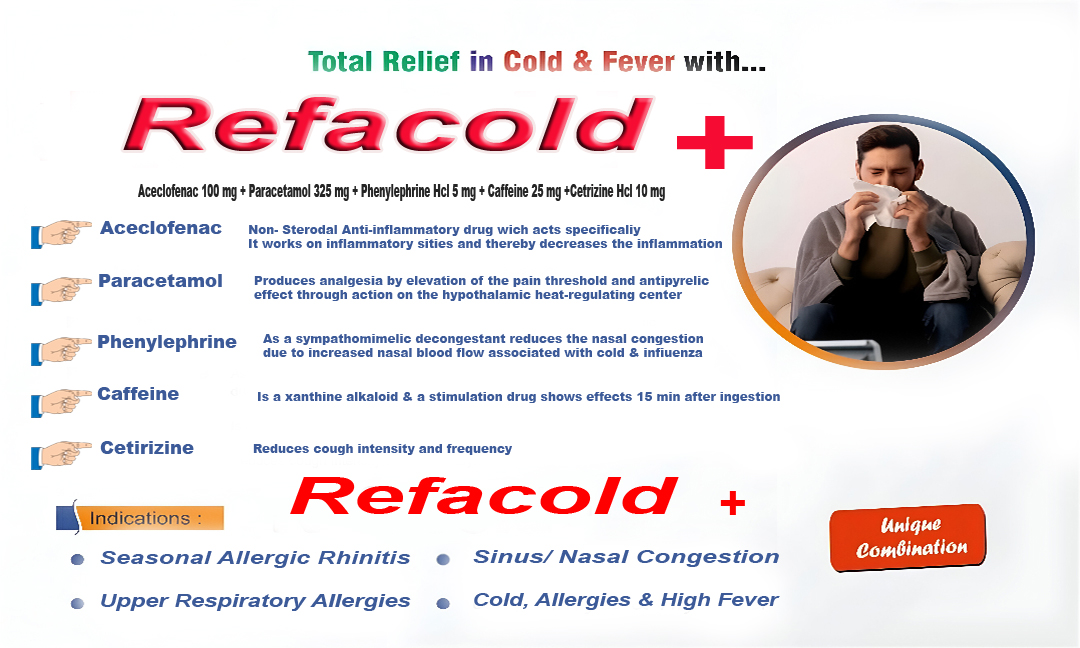 Total Relief in Cold & Fever with...
Refacold +
Aceclofenac 100 mg + Paracetamol 325 mg + Phenylephrine Hcl 5 mg + Caffeine 25 mg +Cetrizine Hcl 10 mg
Aceclofenac
Non- Sterodal Anti-inflammatory drug wich acts specificaliy
It works on inflammatory sities and thereby decreases the inflammation
Paracetamol
Produces analgesia by elevation of the pain threshold and antipyrelic
effect through action on the hypothalamic heat-regulating center
Phenylephrine
As a sympathomimelic decongestant reduces the nasal congestion
due to increased nasal blood flow associated with cold & infiuenza
Caffeine
Is a xanthine alkaloid & a stimulation drug shows effects 15 min after ingestion
Cetirizine
Reduces cough intensity and frequency
Refacold +
Indications :
Seasonal Allergic Rhinitis
Sinus/ Nasal Congestion
Upper Respiratory Allergies
Cold, Allergies & High Fever
Unique
Combination